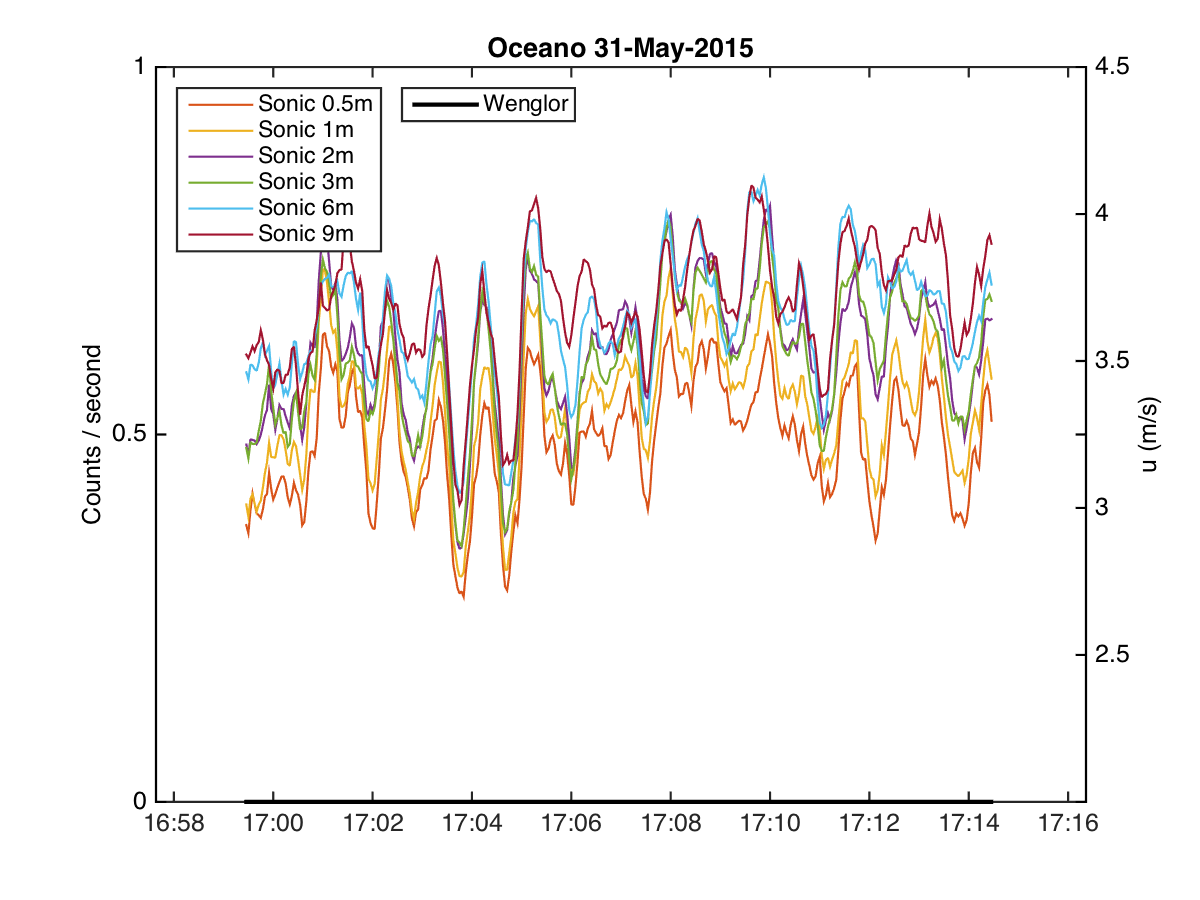 Oceano 31-May-2015
1
4.5
Sonic 0.5m
Wenglor
Sonic 1m
Sonic 2m
Sonic 3m
Sonic 6m
Sonic 9m
4
3.5
Counts / second
0.5
u (m/s)
3
2.5
0
16:58
17:00
17:02
17:04
17:06
17:08
17:10
17:12
17:14
17:16